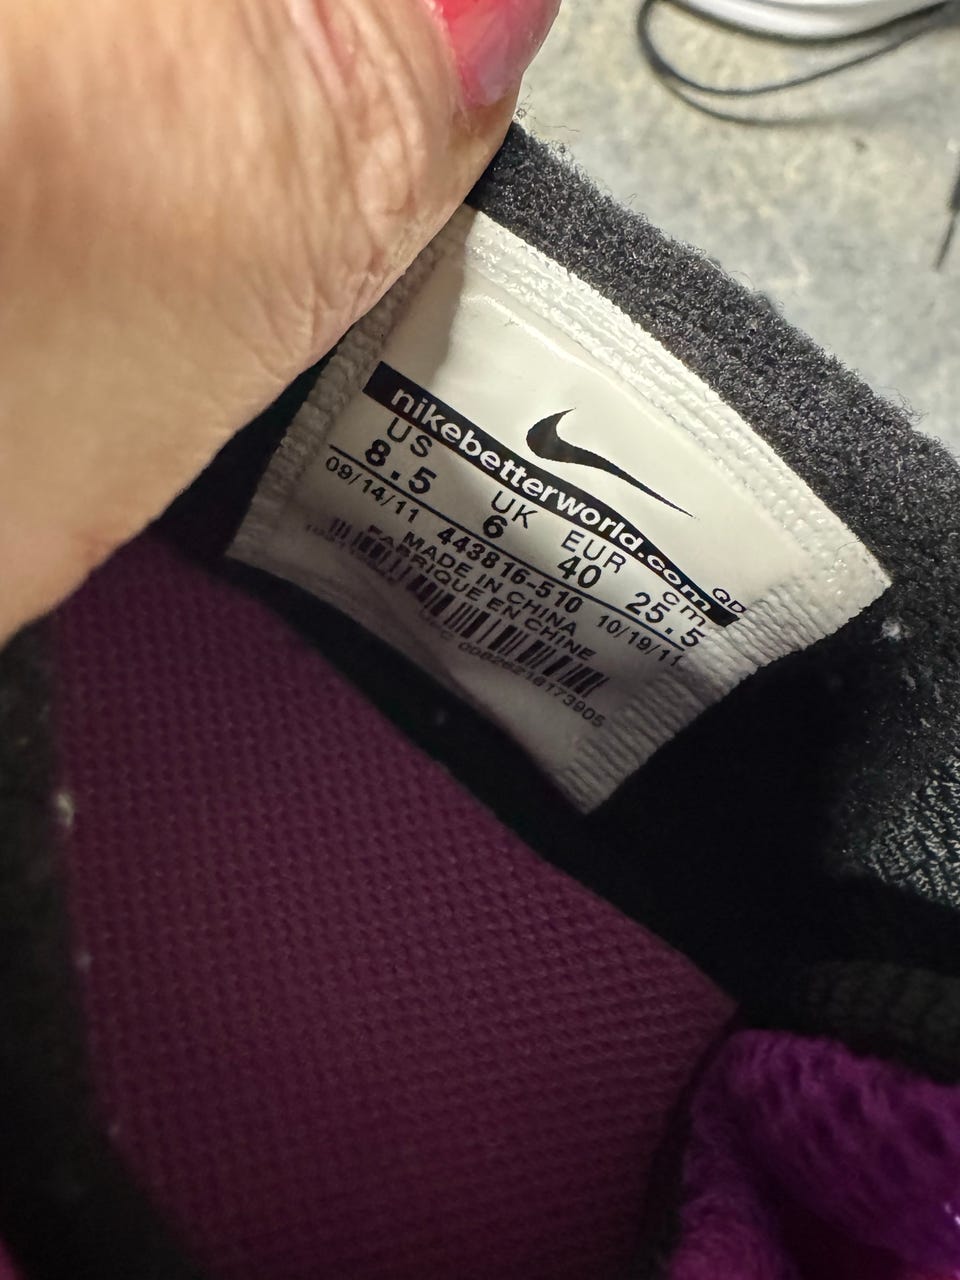 nikebetterworld.com QD
US UK EUR cm
8.5 6 40 25.5
09/14/11 443816-510 10/19/11
MADE IN CHINA
FABRIQUE EN CHINE